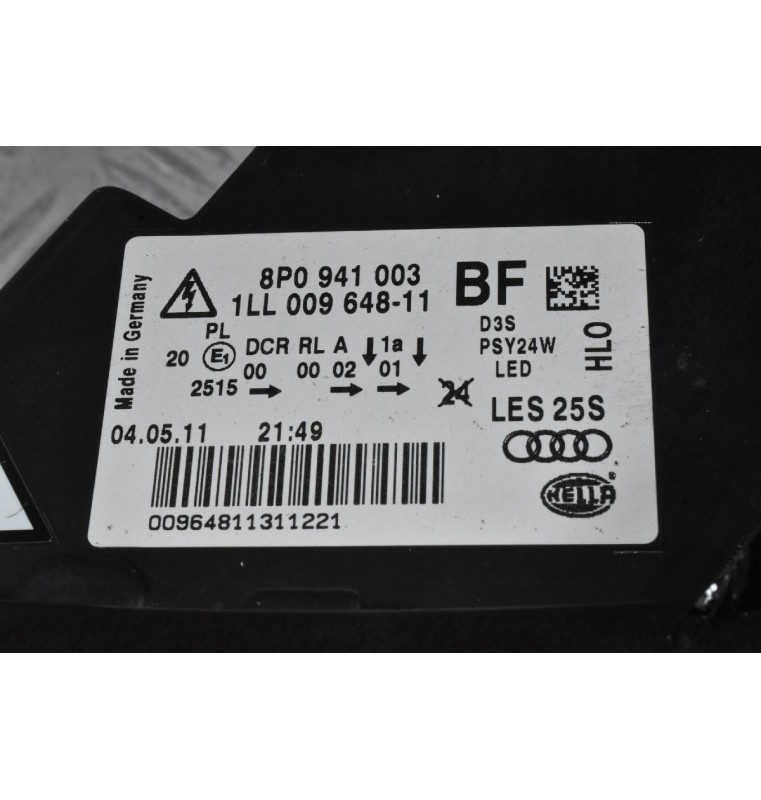 8P0 941 003
1LL 009 648-11
BF
Made in Germany
PL
20 E1 DCR RL A ↓ 1a ↓
00 00 02 01
2515 → → →
24
D3S
PSY24W
LED
HL0
LES 25S
04.05.11 21:49
00964811311221
HELLA